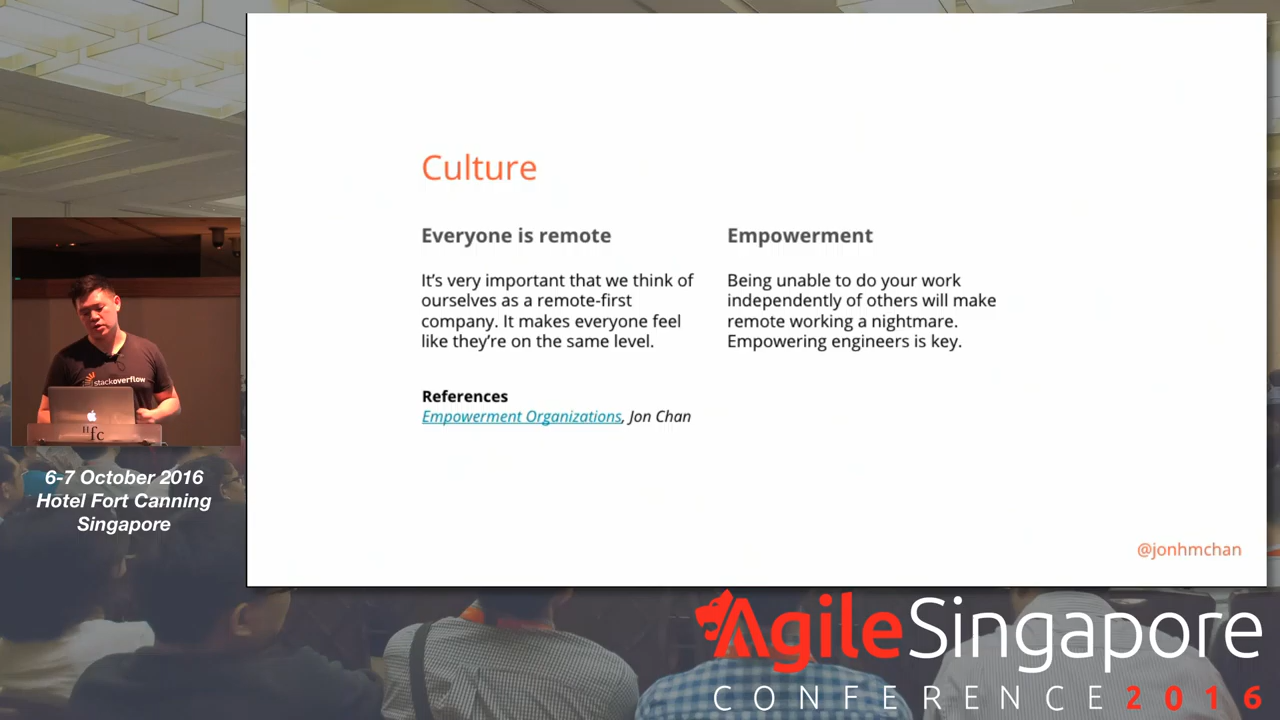 Culture
Everyone is remote
It's very important that we think of
ourselves as a remote-first
company. It makes everyone feel
like they're on the same level.
Empowerment
Being unable to do your work
independently of others will make
remote working a nightmare.
Empowering engineers is key.
References
Empowerment Organizations, Jon Chan
@jonhmchan
stackoverflow
fc
6-7 October 2016
Hotel Fort Canning
Singapore
AgileSingapore
CONFERENCE 2016